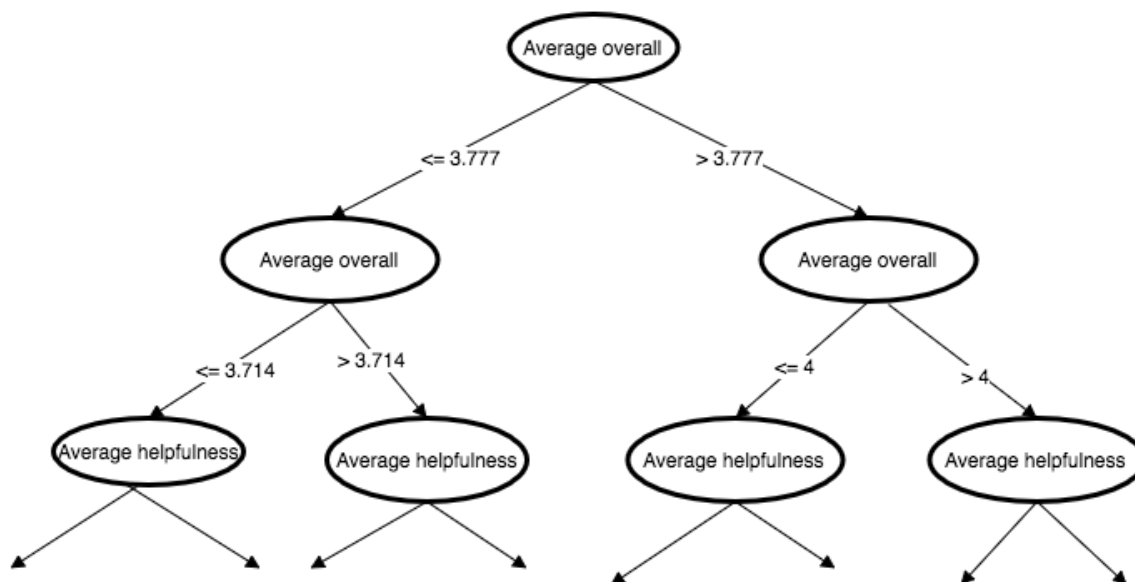 Average overall
<= 3.777
> 3.777
Average overall
Average overall
<= 3.714
> 3.714
<= 4
> 4
Average helpfulness
Average helpfulness
Average helpfulness
Average helpfulness